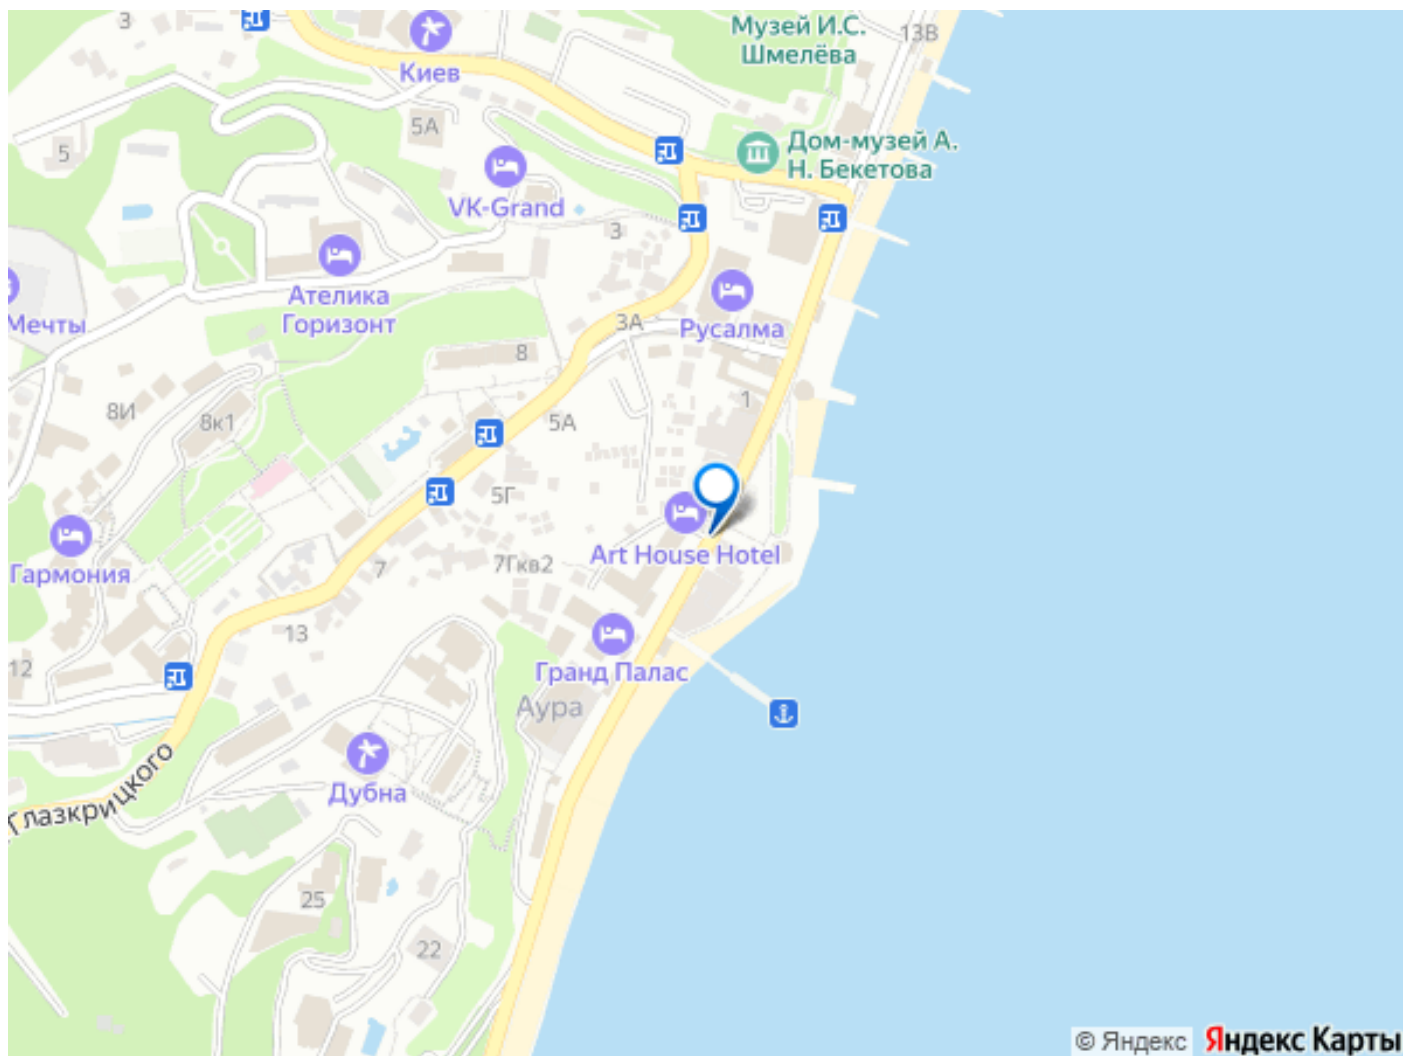 Музей И.С.
Шмелёва
13В
3
Киев
5А
5
Дом-музей А.
Н. Бекетова
VK-Grand
3
Ателика
Горизонт
Мечты
3А
Русалма
8
1
8И
8к1
5А
5Г
Art House Hotel
Гармония
7
7Гкв2
13
12
Гранд Палас
Аура
Дубна
Глазкрицкого
25
22
© Яндекс Яндекс Карты